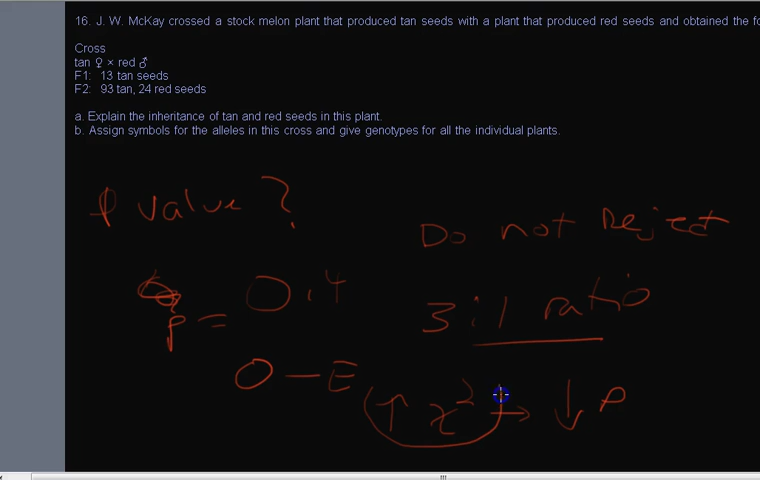 16. J. W. McKay crossed a stock melon plant that produced tan seeds with a plant that produced red seeds and obtained the fo
Cross
tan ♀ × red ♂
F1: 13 tan seeds
F2: 93 tan, 24 red seeds
a. Explain the inheritance of tan and red seeds in this plant.
b. Assign symbols for the alleles in this cross and give genotypes for all the individual plants.
p value?
Do not Reject
p = 0.4
3:1 ratio
O - E
(↑ x² → ↓ p